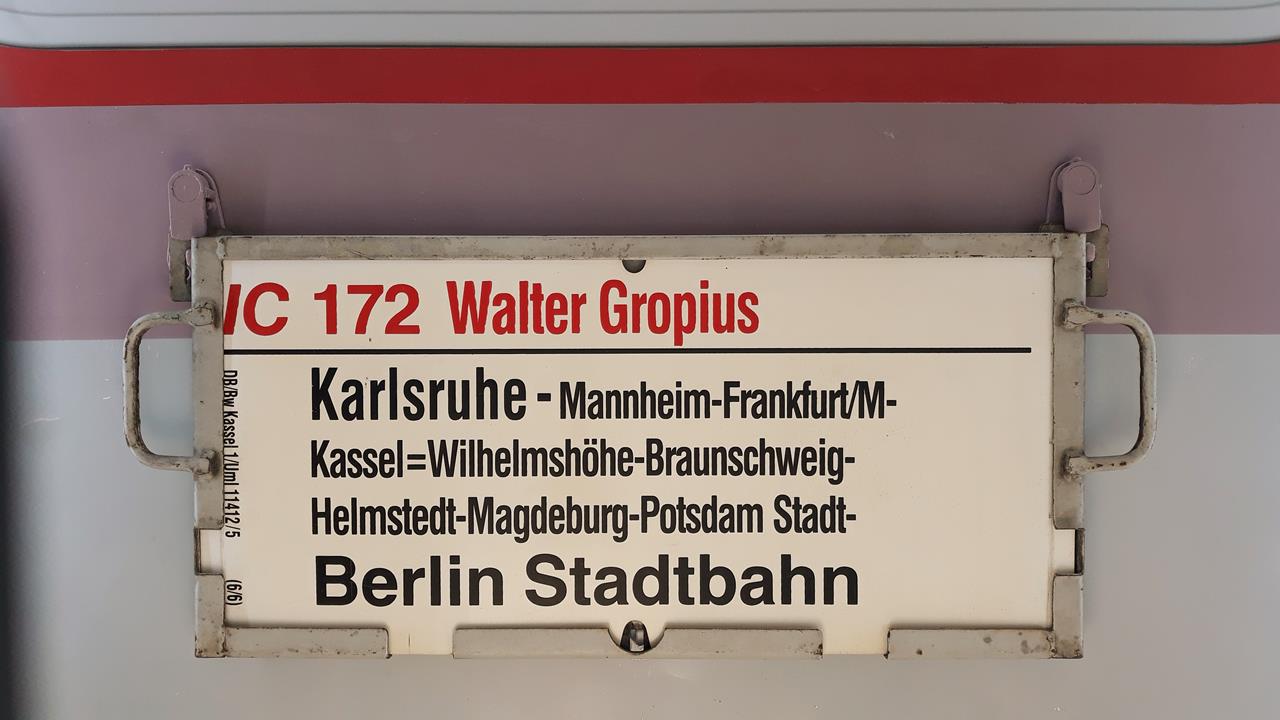 IC 172 Walter Gropius
Karlsruhe - Mannheim-Frankfurt/M-
Kassel=Wilhelmshöhe-Braunschweig-
Helmstedt-Magdeburg-Potsdam Stadt-
Berlin Stadtbahn
DB/Bw Kassel 1/Uml 11412/5 (6/6)